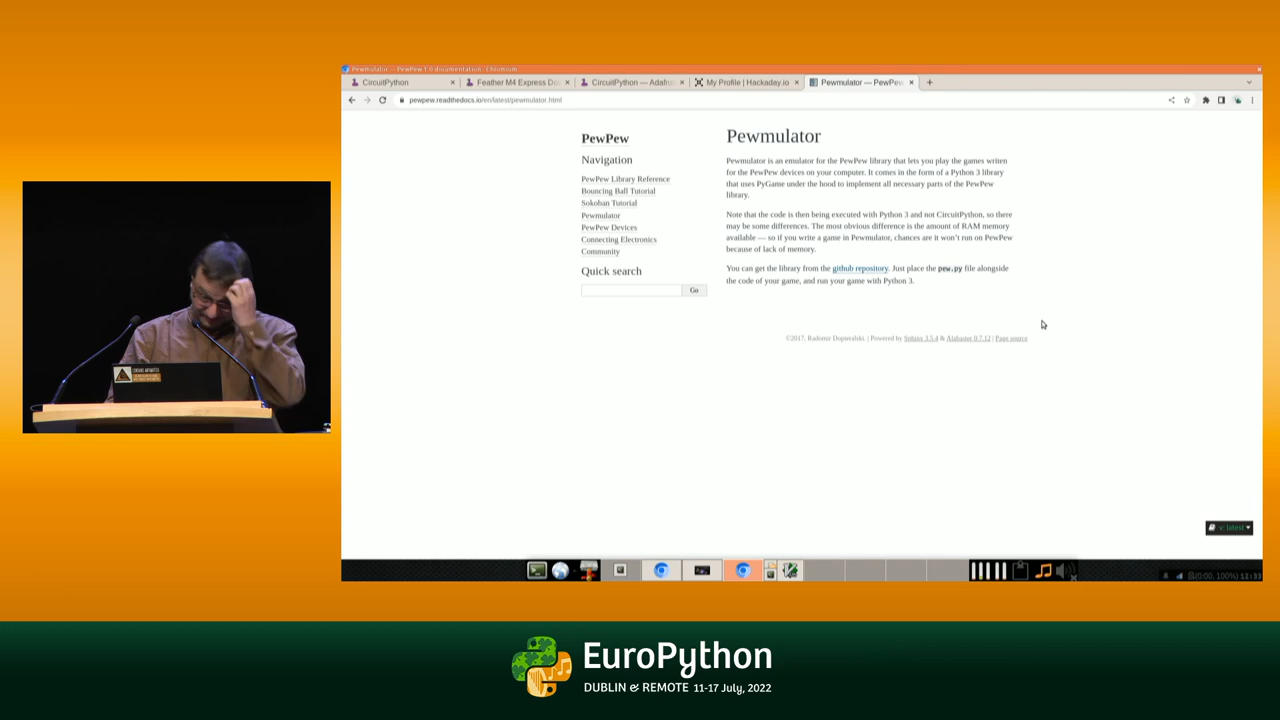 Pewmulator — PewPew 1.0 documentation - Chromium
CircuitPython
Feather M4 Express Do
CircuitPython — Adafru
My Profile | Hackaday.io
Pewmulator — PewPe
pewpew.readthedocs.io/en/latest/pewmulator.html
PewPew
Navigation
PewPew Library Reference
Bouncing Ball Tutorial
Sokoban Tutorial
Pewmulator
PewPew Devices
Connecting Electronics
Community
Quick search
Go
Pewmulator
Pewmulator is an emulator for the PewPew library that lets you play the games writen
for the PewPew devices on your computer. It comes in the form of a Python 3 library
that uses PyGame under the hood to implement all necessary parts of the PewPew
library.
Note that the code is then being executed with Python 3 and not CircuitPython, so there
may be some differences. The most obvious difference is the amount of RAM memory
available — so if you write a game in Pewmulator, chances are it won't run on PewPew
because of lack of memory.
You can get the library from the github repository. Just place the pew.py file alongside
the code of your game, and run your game with Python 3.
©2017, Radomir Dopieralski. | Powered by Sphinx 3.5.4 & Alabaster 0.7.12 | Page source
v: latest
(0:00, 100%)
EuroPython
DUBLIN & REMOTE 11-17 July, 2022